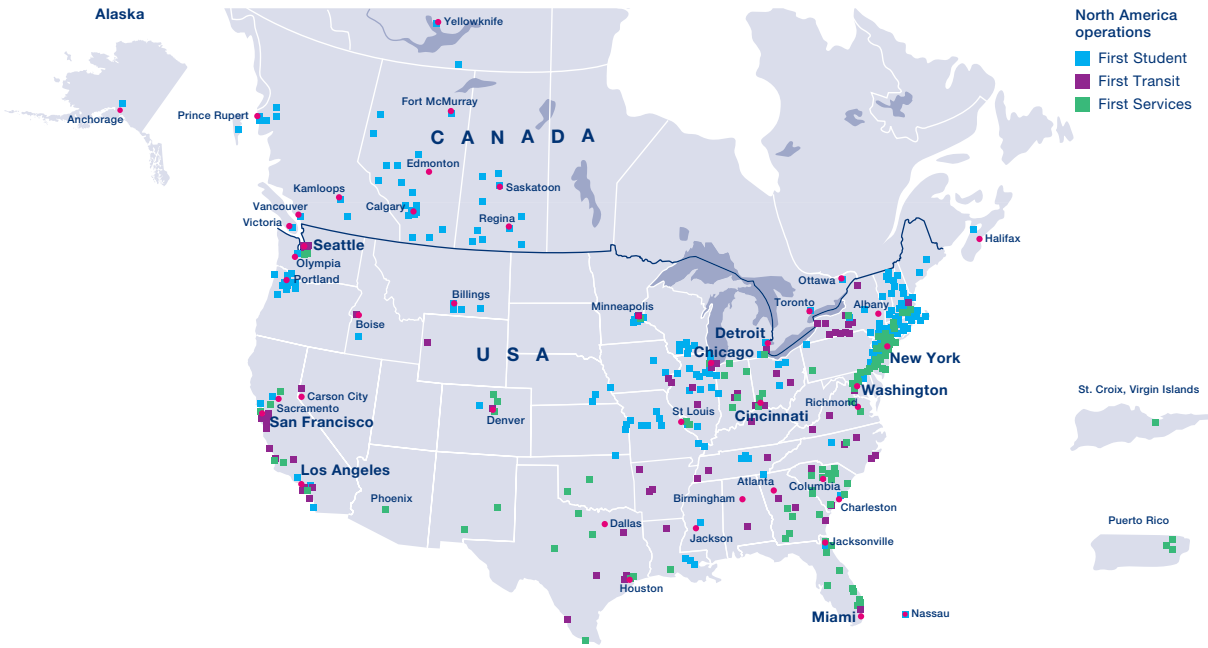 Alaska
Yellowknife
North America
operations
First Student
First Transit
First Services
Anchorage
Prince Rupert
Fort McMurray
CANADA
Edmonton
Saskatoon
Kamloops
Calgary
Vancouver
Victoria
Regina
Seattle
Olympia
Portland
Halifax
Ottawa
Billings
Minneapolis
Toronto
Albany
Boise
Detroit
Chicago
USA
New York
Washington
Carson City
Sacramento
San Francisco
Denver
St Louis
Cincinnati
Richmond
St. Croix, Virgin Islands
Los Angeles
Phoenix
Birmingham
Atlanta
Columbia
Charleston
Dallas
Jackson
Jacksonville
Puerto Rico
Houston
Miami
Nassau